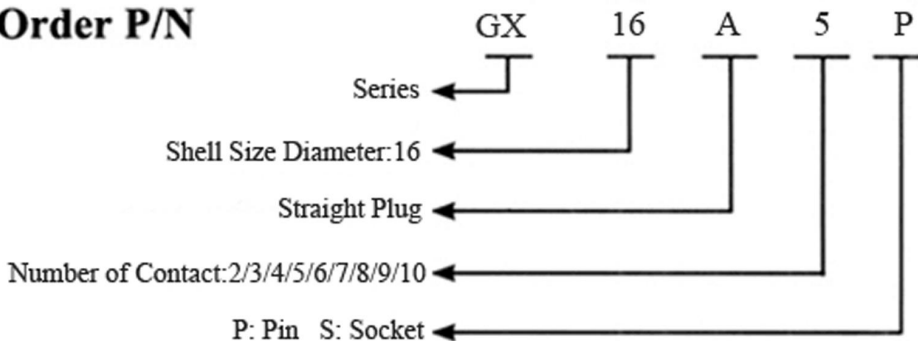 Order P/N GX 16 A 5 P
Series
Shell Size Diameter:16
Straight Plug
Number of Contact:2/3/4/5/6/7/8/9/10
P: Pin S: Socket